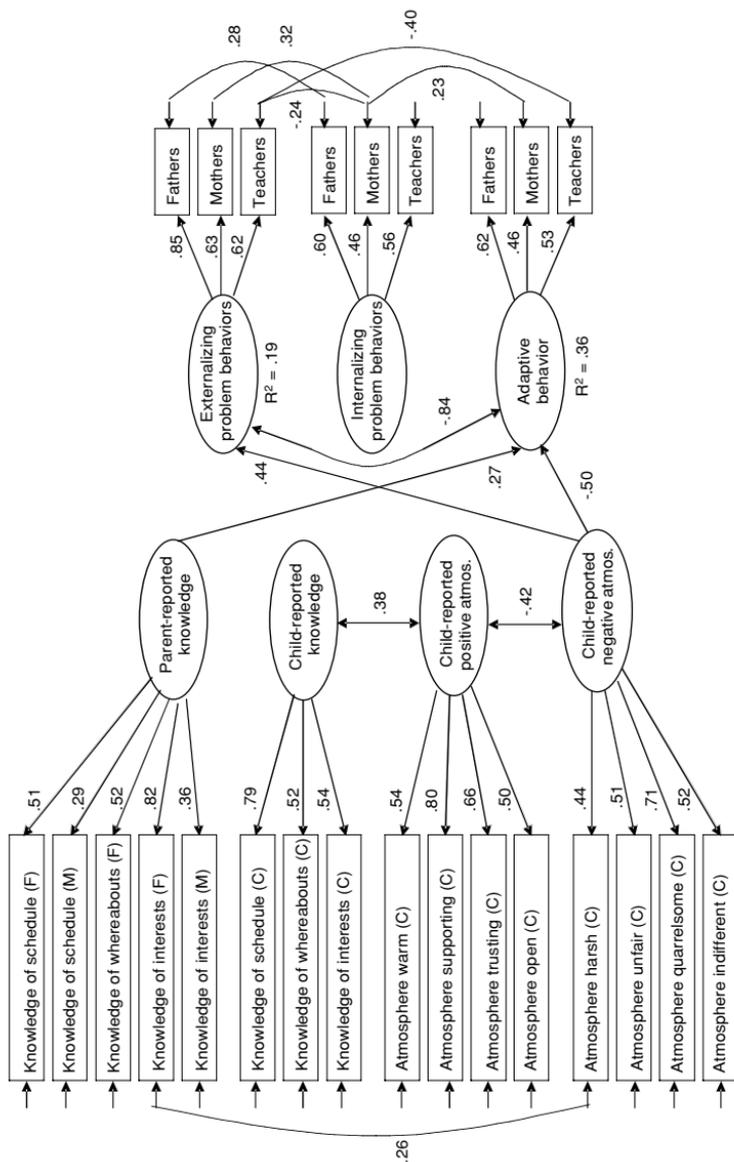 Knowledge of schedule (F)
Knowledge of schedule (M)
Knowledge of whereabouts (F)
Knowledge of interests (F)
Knowledge of interests (M)
Knowledge of schedule (C)
Knowledge of whereabouts (C)
Knowledge of interests (C)
Atmosphere warm (C)
Atmosphere supporting (C)
Atmosphere trusting (C)
Atmosphere open (C)
Atmosphere harsh (C)
Atmosphere unfair (C)
Atmosphere quarrelsome (C)
Atmosphere indifferent (C)
.26
.51
.29
.52
.82
.36
.79
.52
.54
.54
.80
.66
.50
.44
.51
.71
.52
Parent-reported
knowledge
Child-reported
knowledge
.38
Child-reported
positive atmos.
-.42
Child-reported
negative atmos.
.44
.27
-.50
-.84
Externalizing
problem behaviors
R² = .19
Internalizing
problem behaviors
Adaptive
behavior
R² = .36
.85
.63
.62
.60
.46
.56
.62
.46
.53
Fathers
Mothers
Teachers
Fathers
Mothers
Teachers
Fathers
Mothers
Teachers
.28
.32
-.24
-.40
.23